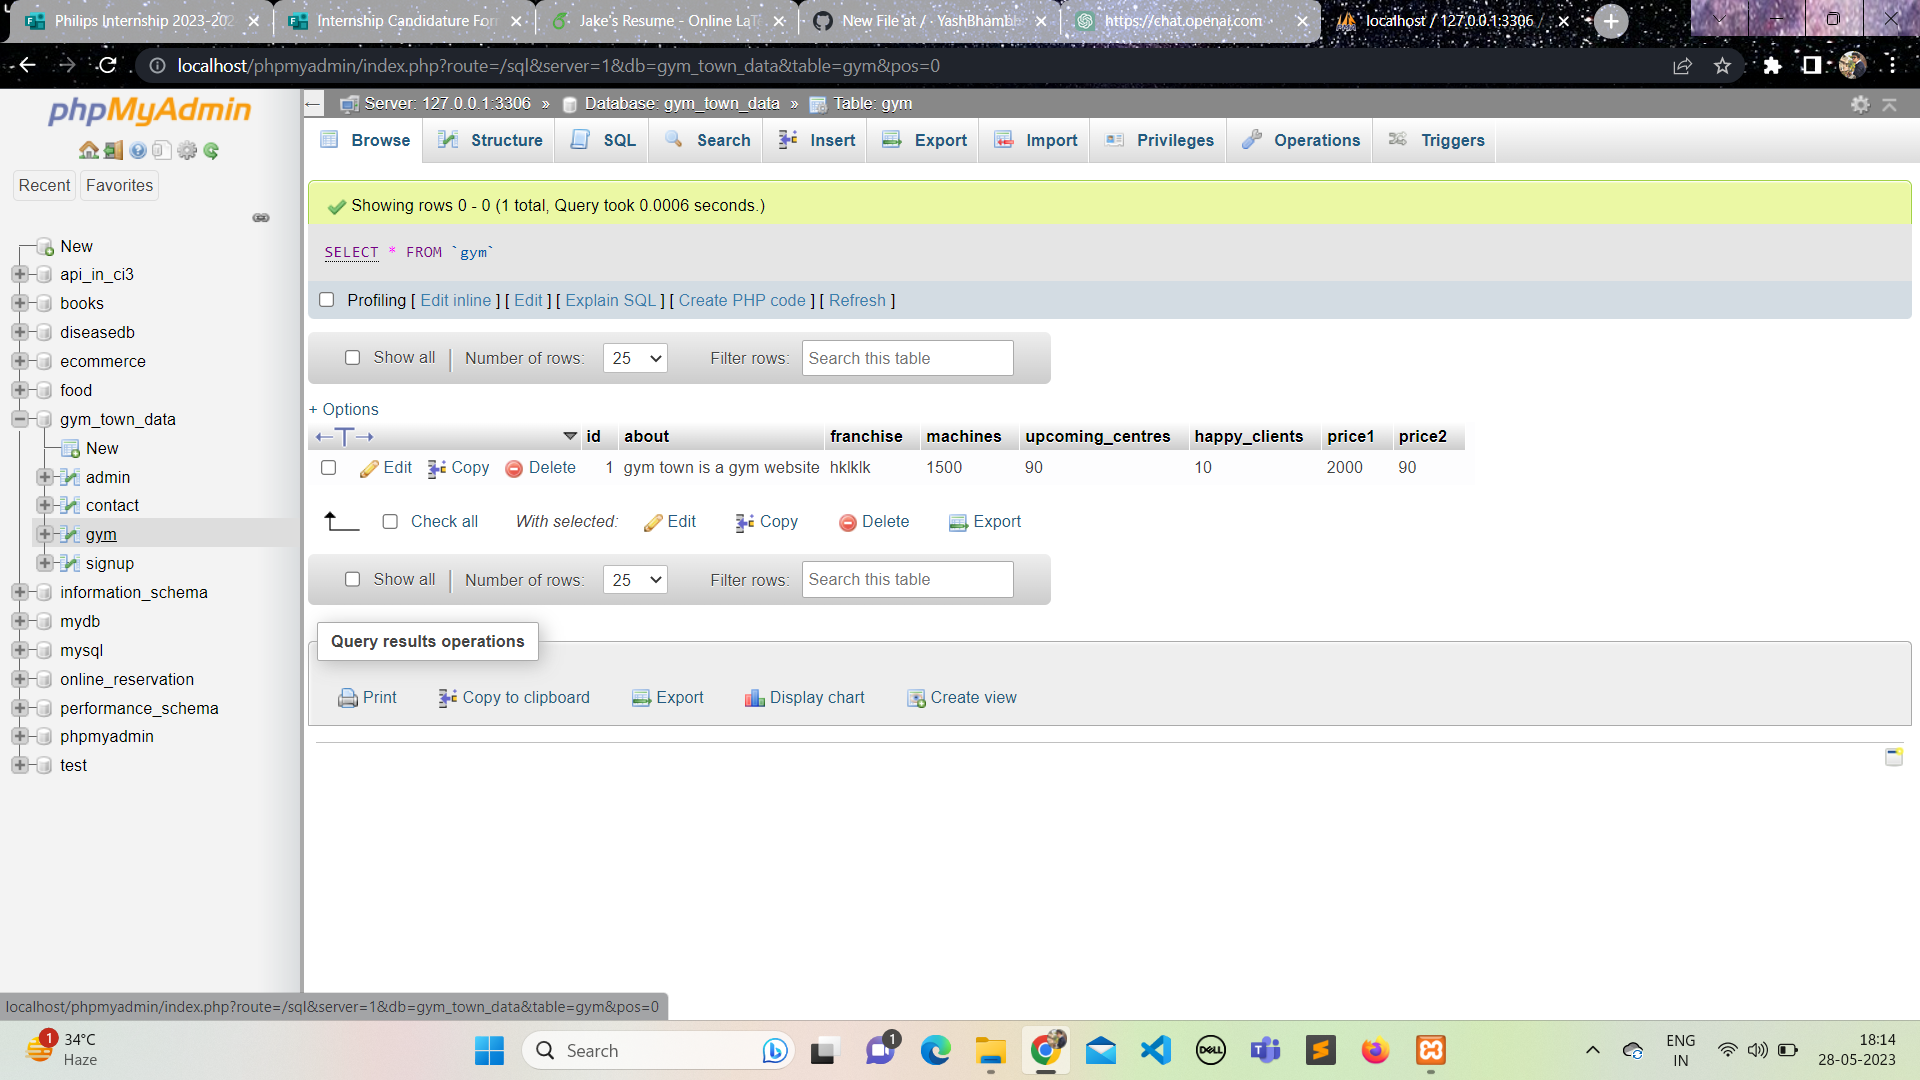 Philips Internship 2023-202
Internship Candidature For
Jake's Resume - Online LaT
New File at / · YashBhamb
https://chat.openai.com
localhost / 127.0.0.1:3306 /
localhost/phpmyadmin/index.php?route=/sql&server=1&db=gym_town_data&table=gym&pos=0
phpMyAdmin
Recent Favorites
New
api_in_ci3
books
diseasedb
ecommerce
food
gym_town_data
New
admin
contact
gym
signup
information_schema
mydb
mysql
online_reservation
performance_schema
phpmyadmin
test
Server: 127.0.0.1:3306 » Database: gym_town_data » Table: gym
Browse Structure SQL Search Insert Export Import Privileges Operations Triggers
Showing rows 0 - 0 (1 total, Query took 0.0006 seconds.)
SELECT * FROM `gym`
Profiling [ Edit inline ] [ Edit ] [ Explain SQL ] [ Create PHP code ] [ Refresh ]
Show all Number of rows: 25 Filter rows: Search this table
+ Options
id about franchise machines upcoming_centres happy_clients price1 price2
Edit Copy Delete 1 gym town is a gym website hklklk 1500 90 10 2000 90
Check all With selected: Edit Copy Delete Export
Show all Number of rows: 25 Filter rows: Search this table
Query results operations
Print Copy to clipboard Export Display chart Create view
localhost/phpmyadmin/index.php?route=/sql&server=1&db=gym_town_data&table=gym&pos=0
1
34°C
Haze
Search
1
DELL
ENG
IN
18:14
28-05-2023